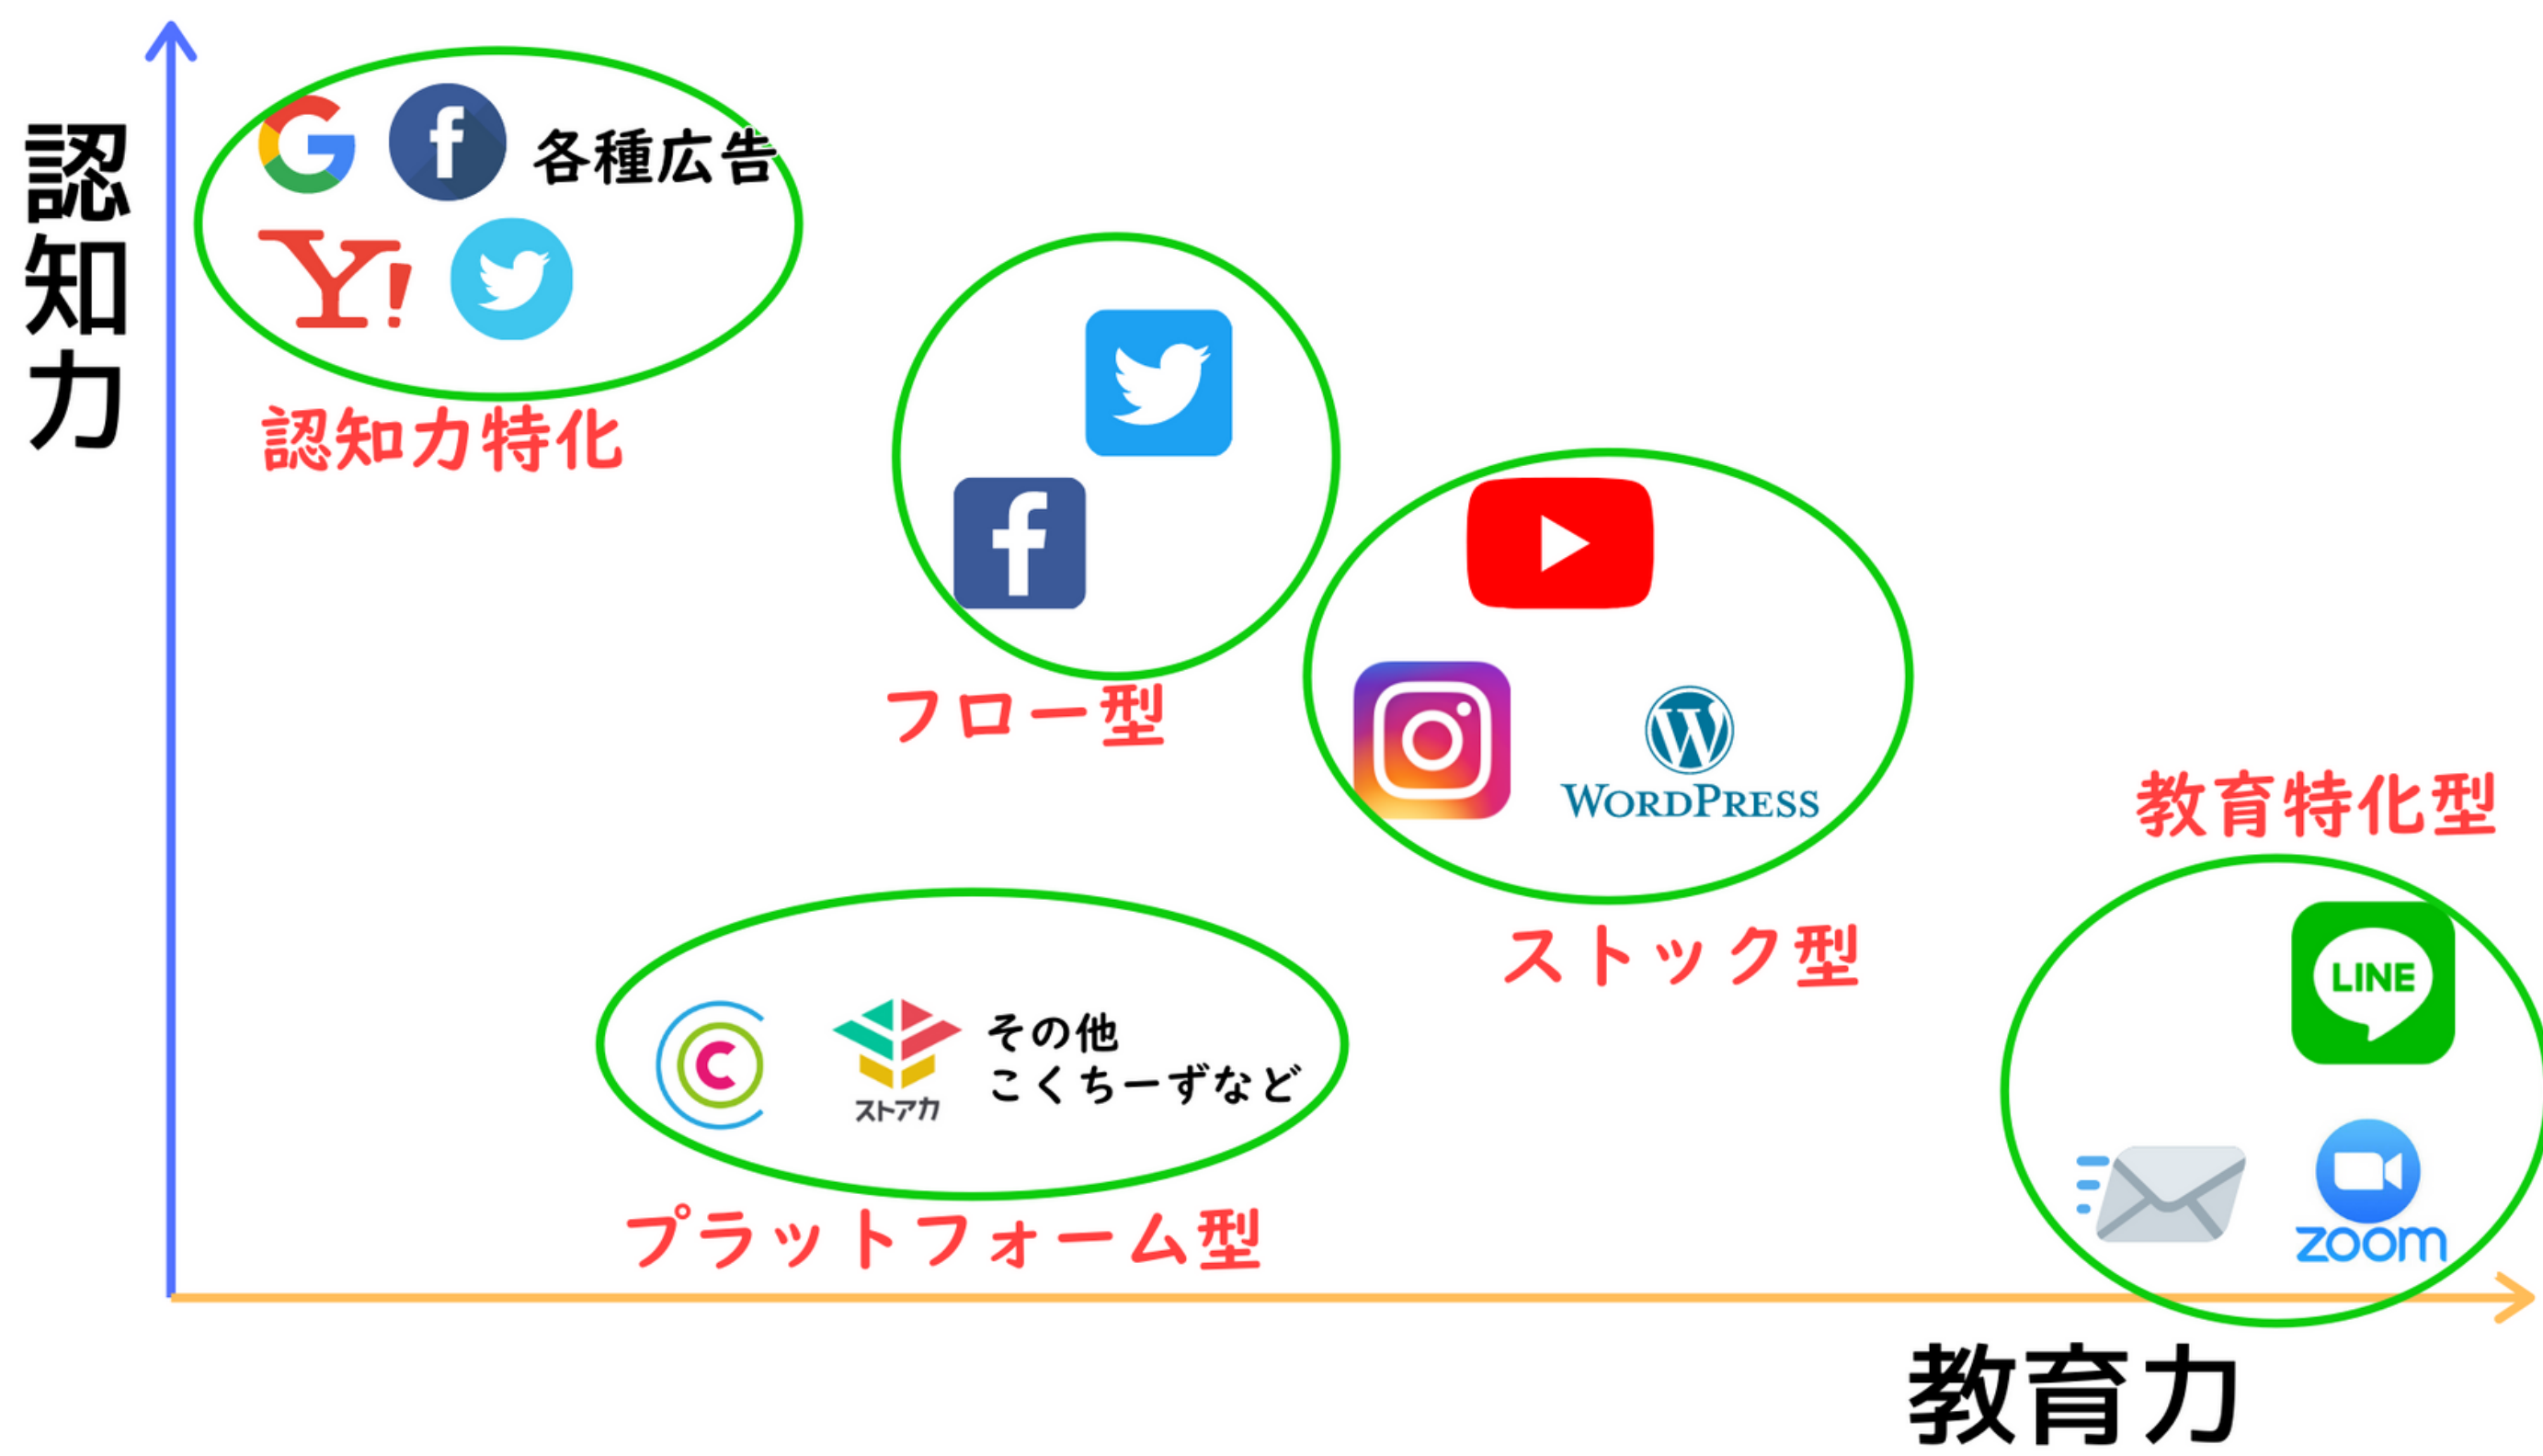 認知力
各種広告
Y!
認知力特化
フロー型
WORDPRESS
ストック型
教育特化型
LINE
zoom
その他
こくちーずなど
ストアカ
プラットフォーム型
教育力